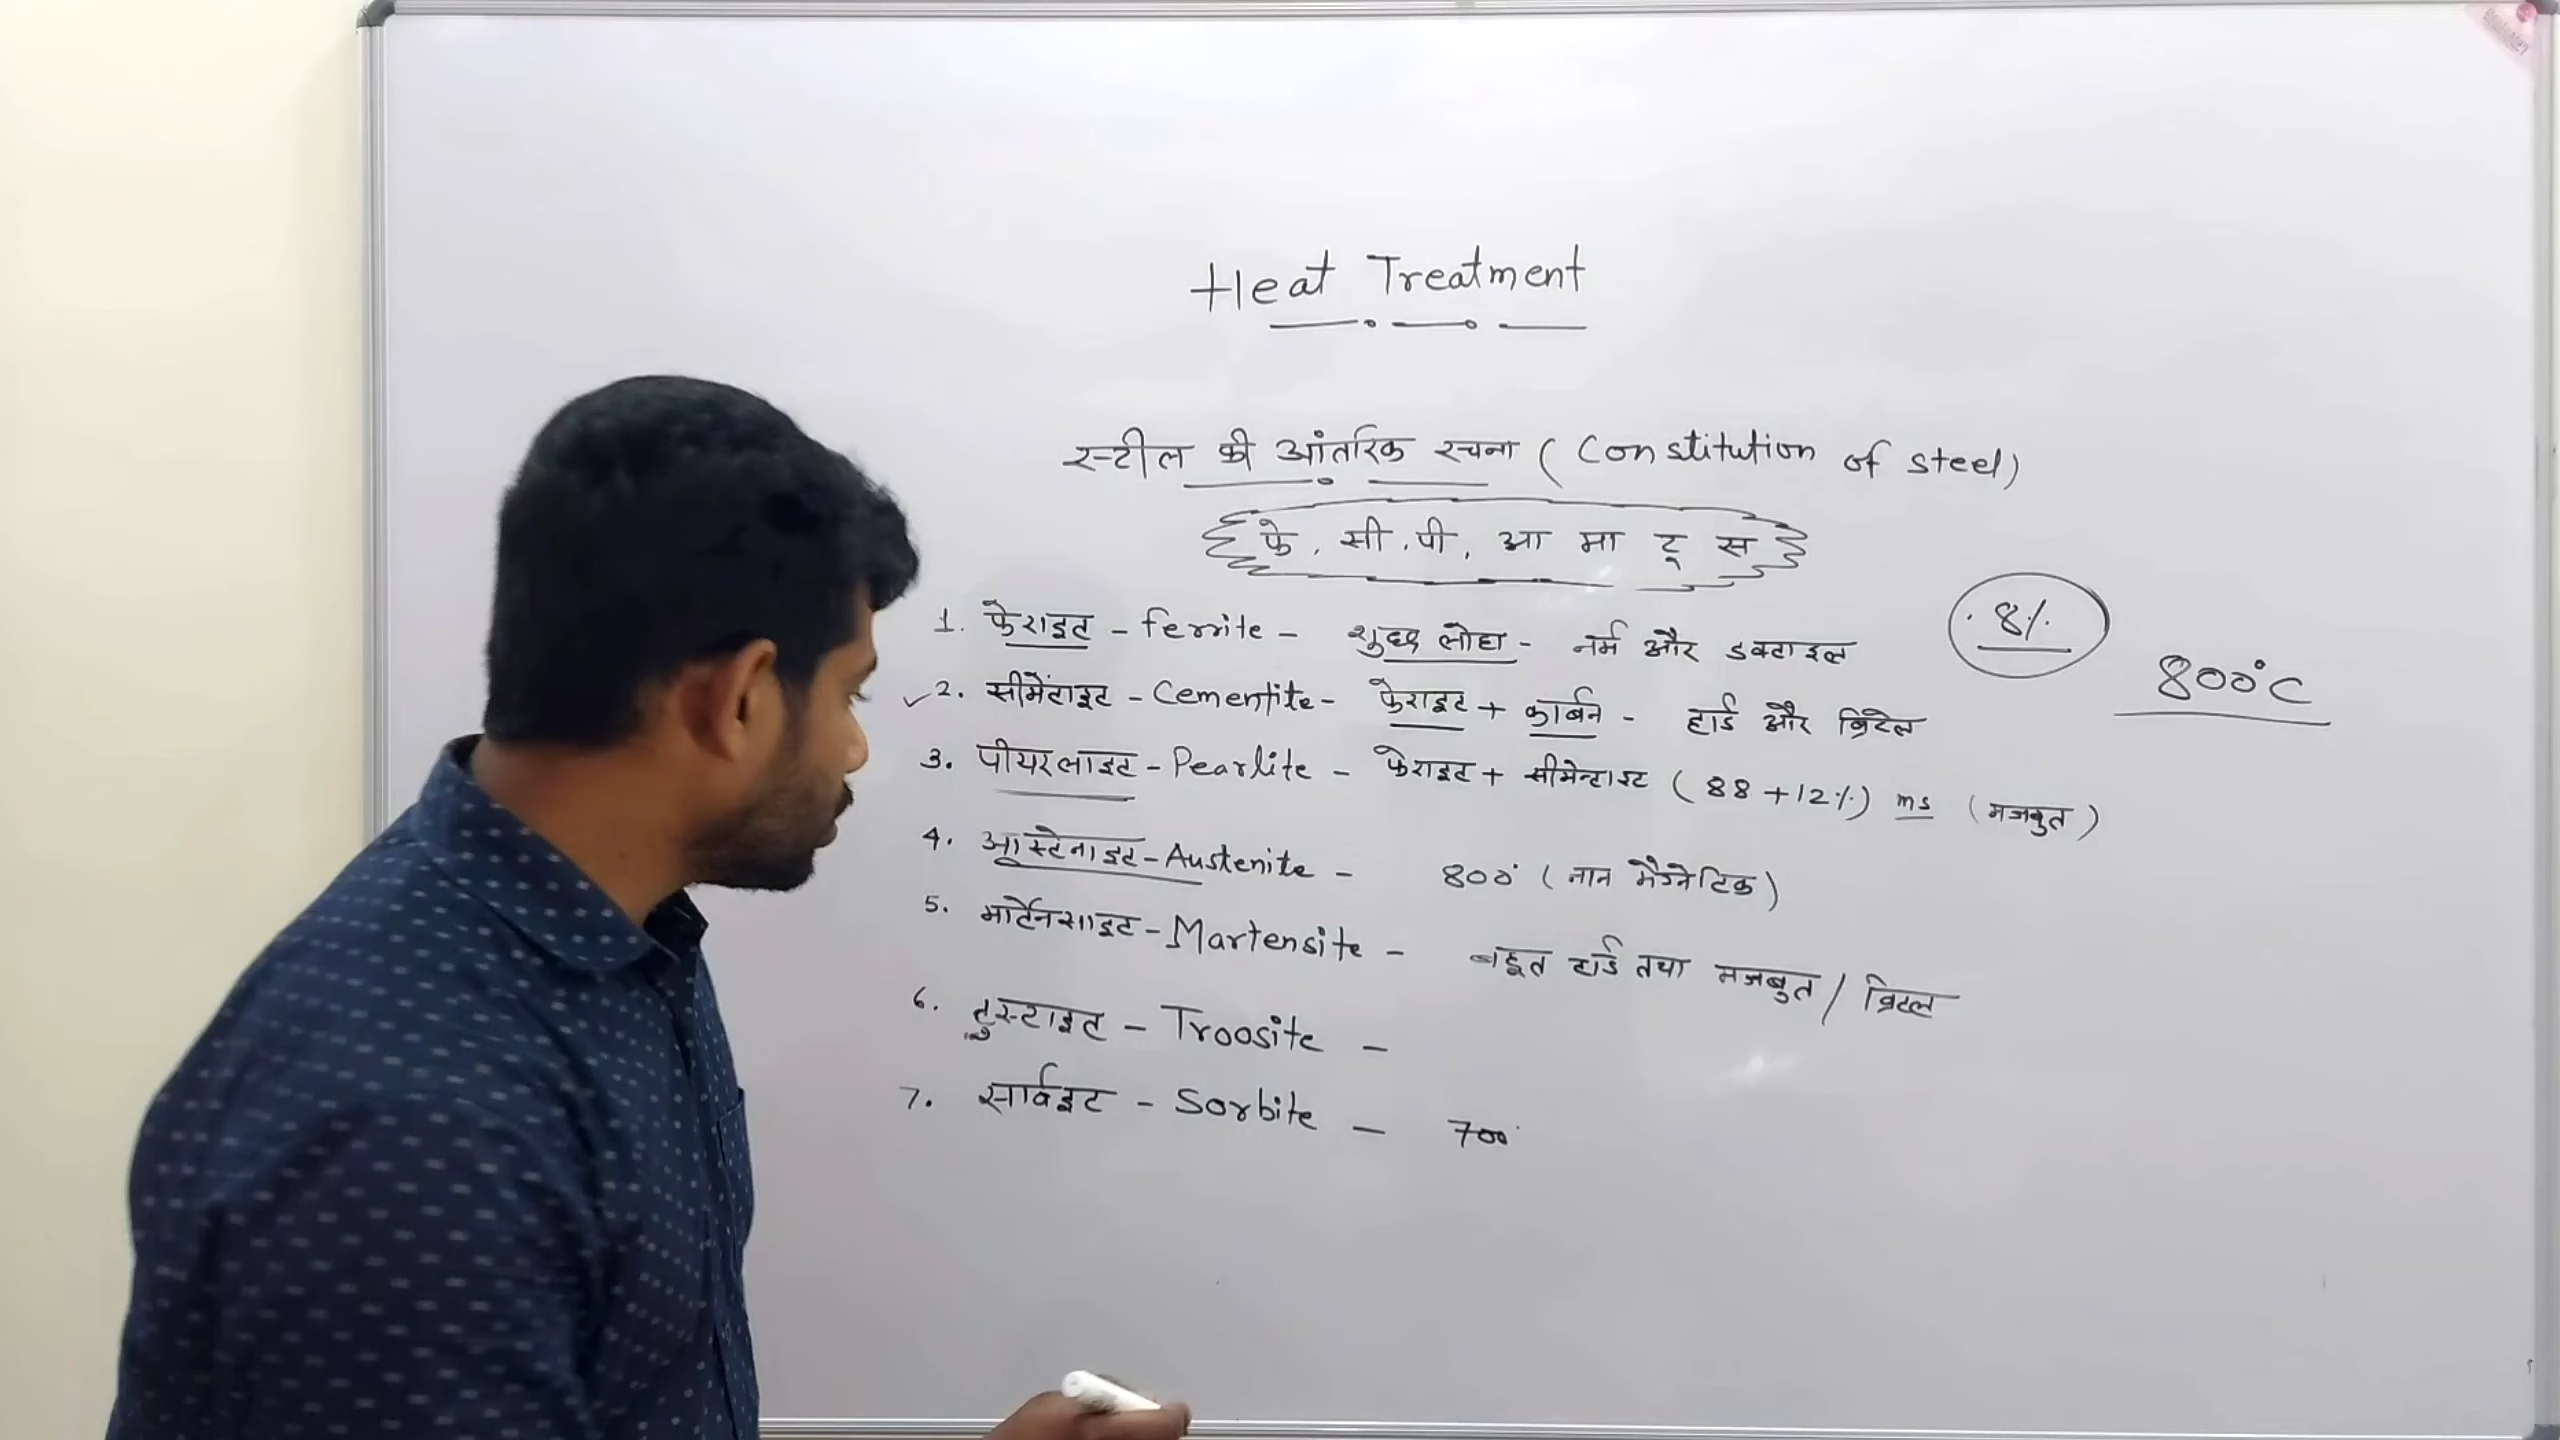 Heat Treatment
स्टील की आंतरिक रचना (Constitution of steel)
फे, सी, पी, आ मा ट्र स
1. फेराइट - ferrite - शुध्द लोहा - नर्म और डक्टाइल
.8%
800°C
2. सीमेंटाइट - Cementite - फेराइट + कार्बन - हार्ड और ब्रिटेल
3. पीयरलाइट - Pearlite - फेराइट + सीमेन्टाइट (88+12%) ms (मजबुत)
4. आस्टेनाइट - Austenite - 800° (नान मैग्नेटिक)
5. मार्टेनसाइट - Martensite - बहुत हार्ड तथा मजबुत / ब्रिटल
6. ट्रुस्टाइट - Troosite -
7. सार्बाइट - Sorbite - 700°